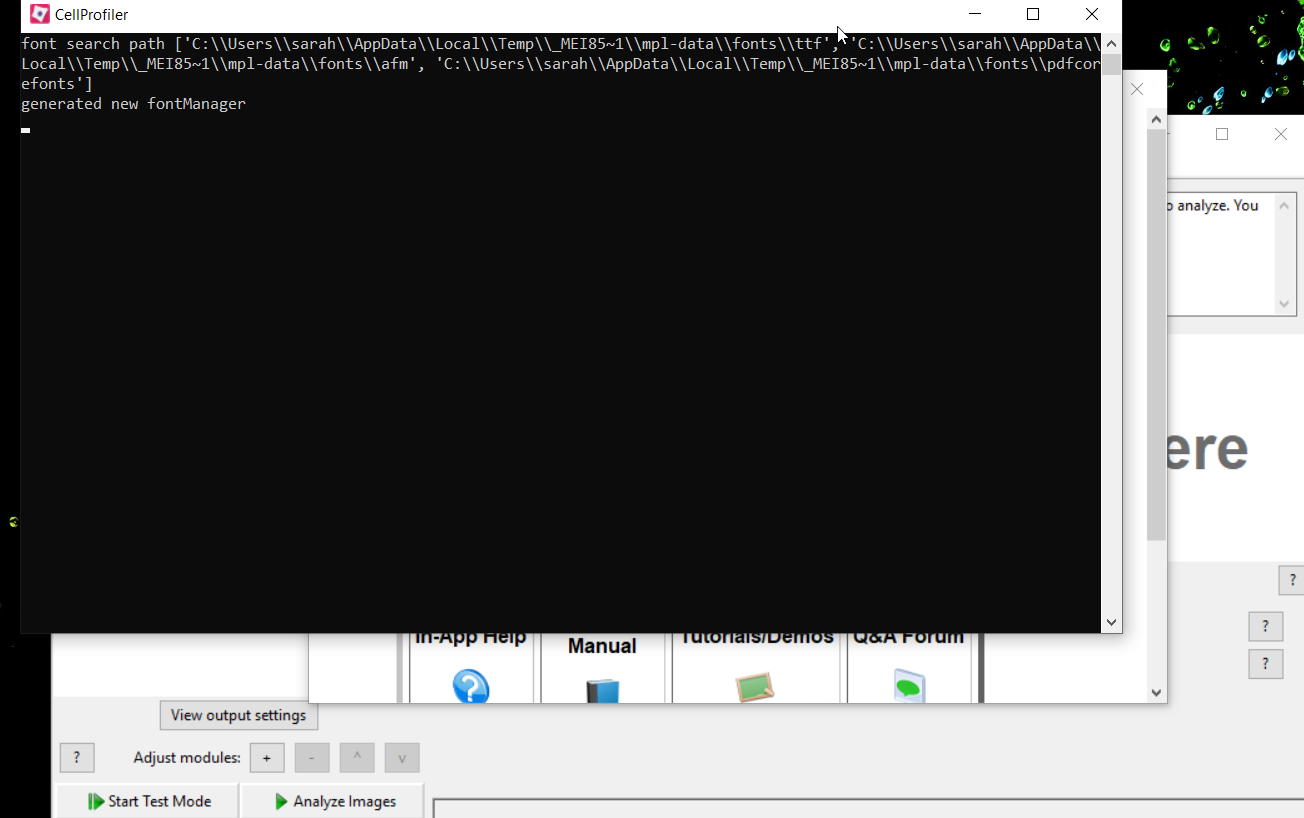 CellProfiler
font search path ['C:\\Users\\sarah\\AppData\\Local\\Temp\\_MEI85~1\\mpl-data\\fonts\\ttf', 'C:\\Users\\sarah\\AppData\\
Local\\Temp\\_MEI85~1\\mpl-data\\fonts\\afm', 'C:\\Users\\sarah\\AppData\\Local\\Temp\\_MEI85~1\\mpl-data\\fonts\\pdfcor
efonts']
generated new fontManager
o analyze. You
ere
?
?
?
In-App Help
Manual
Tutorials/Demos
Q&A Forum
?
View output settings
?
Adjust modules:
+
-
^
v
Start Test Mode
Analyze Images